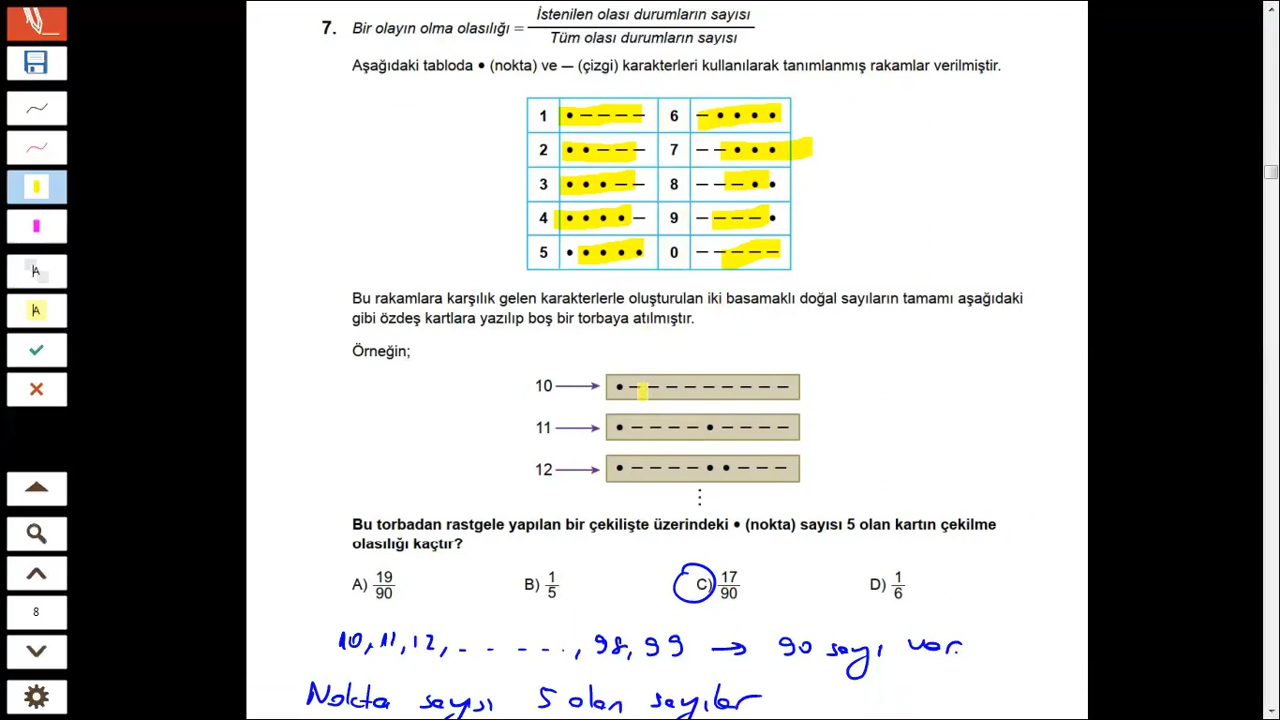 7. Bir olayın olma olasılığı = İstenilen olası durumların sayısı / Tüm olası durumların sayısı
Aşağıdaki tabloda • (nokta) ve — (çizgi) karakterleri kullanılarak tanımlanmış rakamlar verilmiştir.
1 • – – – – 6 – • • • •
2 • • – – – 7 – – • • •
3 • • • – – 8 – – – • •
4 • • • • – 9 – – – – •
5 • • • • • 0 – – – – –
Bu rakamlara karşılık gelen karakterlerle oluşturulan iki basamaklı doğal sayıların tamamı aşağıdaki
gibi özdeş kartlara yazılıp boş bir torbaya atılmıştır.
Örneğin;
10 → • – – – – – – – – –
11 → • – – – – • – – – –
12 → • – – – – • • – – –
⋮
Bu torbadan rastgele yapılan bir çekilişte üzerindeki • (nokta) sayısı 5 olan kartın çekilme
olasılığı kaçtır?
A) 19/90 B) 1/5 C) 17/90 D) 1/6
10, 11, 12, - - - - - -, 98, 99 → 90 sayı var.
Nokta sayısı 5 olan sayılar
8